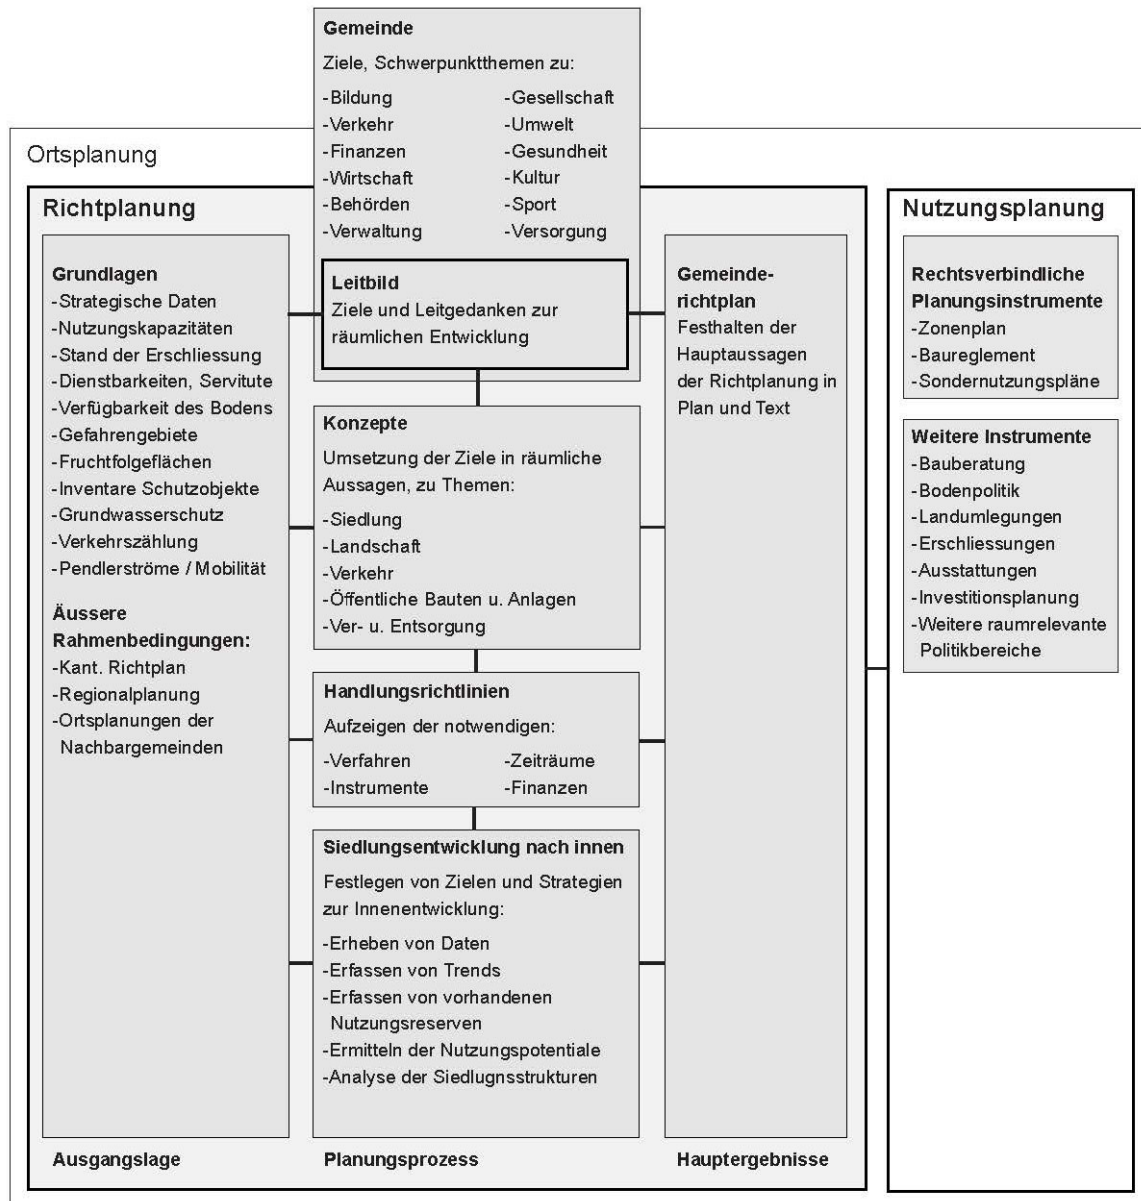 Gemeinde
Ziele, Schwerpunktthemen zu:
-Bildung
-Verkehr
-Finanzen
-Wirtschaft
-Behörden
-Verwaltung
-Gesellschaft
-Umwelt
-Gesundheit
-Kultur
-Sport
-Versorgung
Ortsplanung
Richtplanung
Grundlagen
-Strategische Daten
-Nutzungskapazitäten
-Stand der Erschliessung
-Dienstbarkeiten, Servitute
-Verfügbarkeit des Bodens
-Gefahrengebiete
-Fruchtfolgeflächen
-Inventare Schutzobjekte
-Grundwasserschutz
-Verkehrszählung
-Pendlerströme / Mobilität
Äussere
Rahmenbedingungen:
-Kant. Richtplan
-Regionalplanung
-Ortsplanungen der
Nachbargemeinden
Ausgangslage
Leitbild
Ziele und Leitgedanken zur
räumlichen Entwicklung
Konzepte
Umsetzung der Ziele in räumliche
Aussagen, zu Themen:
-Siedlung
-Landschaft
-Verkehr
-Öffentliche Bauten u. Anlagen
-Ver- u. Entsorgung
Handlungsrichtlinien
Aufzeigen der notwendigen:
-Verfahren
-Instrumente
-Zeiträume
-Finanzen
Siedlungsentwicklung nach innen
Festlegen von Zielen und Strategien
zur Innenentwicklung:
-Erheben von Daten
-Erfassen von Trends
-Erfassen von vorhandenen
Nutzungsreserven
-Ermitteln der Nutzungspotentiale
-Analyse der Siedlugnsstrukturen
Planungsprozess
Gemeinde-
richtplan
Festhalten der
Hauptaussagen
der Richtplanung in
Plan und Text
Hauptergebnisse
Nutzungsplanung
Rechtsverbindliche
Planungsinstrumente
-Zonenplan
-Baureglement
-Sondernutzungspläne
Weitere Instrumente
-Bauberatung
-Bodenpolitik
-Landumlegungen
-Erschliessungen
-Ausstattungen
-Investitionsplanung
-Weitere raumrelevante
Politikbereiche